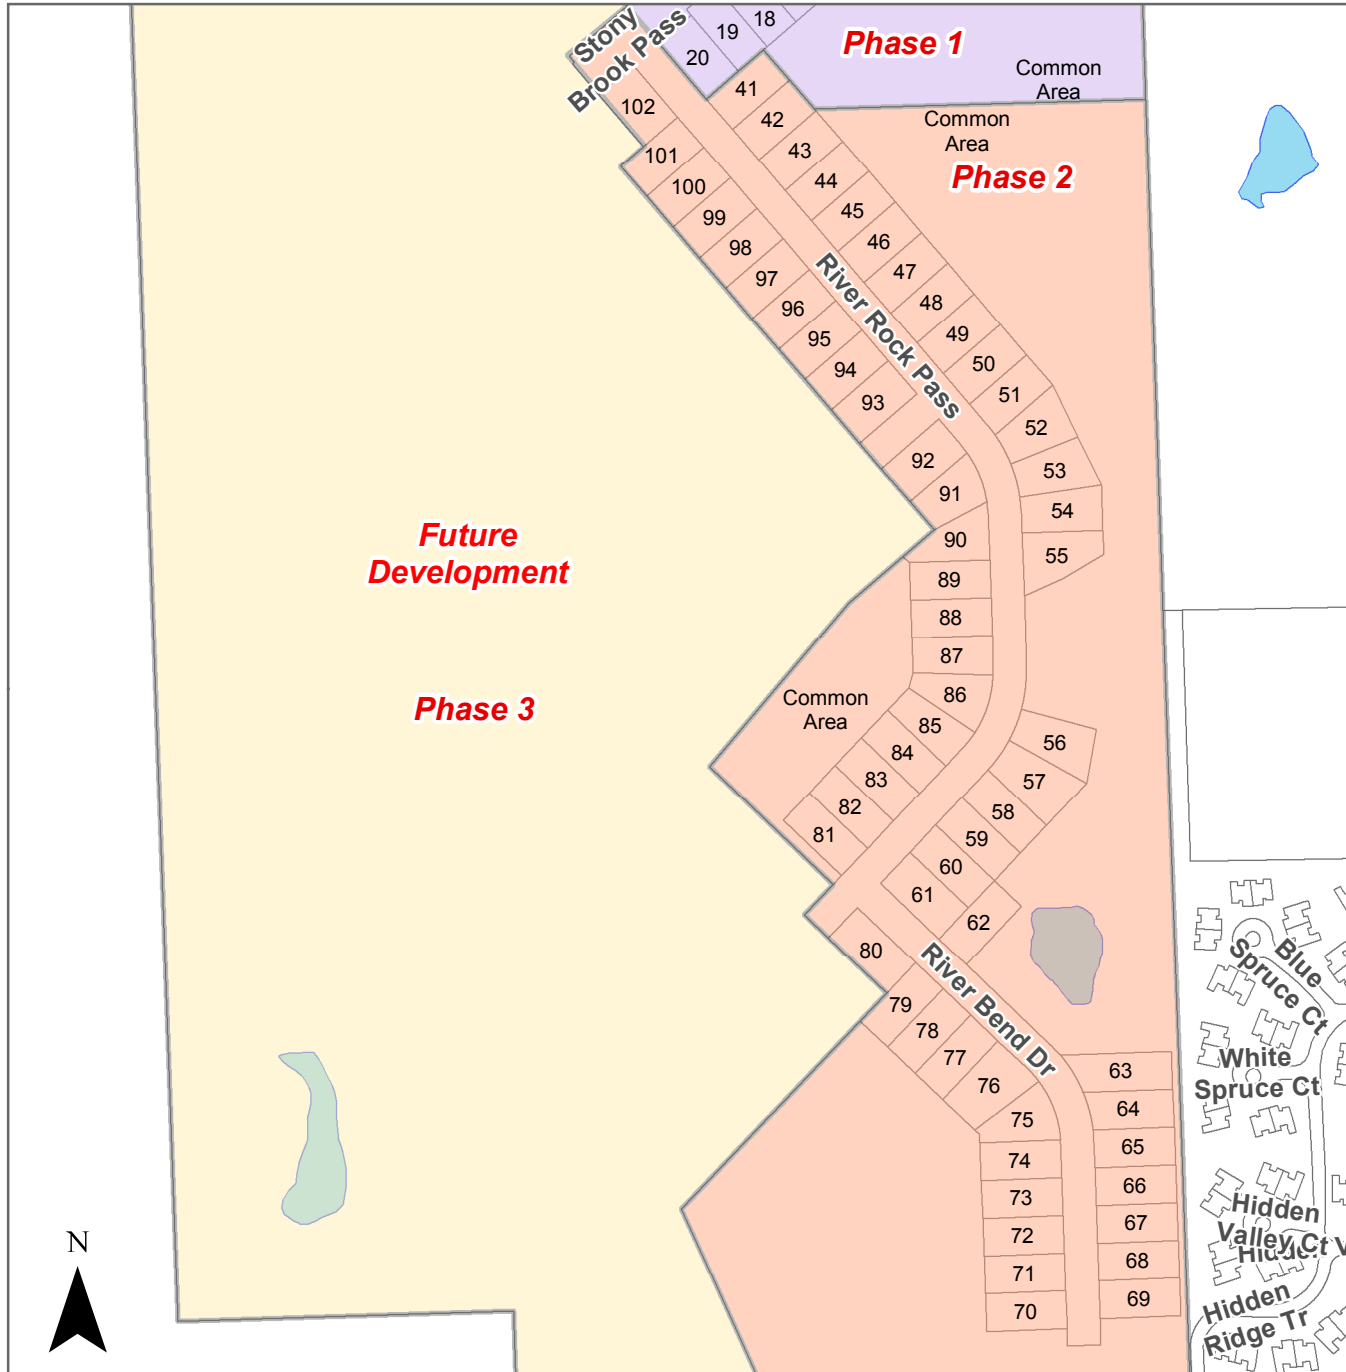 Stony
Brook Pass
18
19
20
Phase 1
Common
Area
Common
Area
Phase 2
41
42
43
44
45
46
47
48
49
50
51
52
53
54
55
102
101
100
99
98
97
96
95
94
93
92
91
90
89
88
87
86
85
84
83
82
81
River Rock Pass
Future
Development
Phase 3
Common
Area
56
57
58
59
60
61
62
80
79
78
77
76
75
74
73
72
71
70
River Bend Dr
63
64
65
66
67
68
69
Blue
Spruce Ct
White
Spruce Ct
Hidden
Valley Ct
Hidden V
Hidden
Ridge Tr
N